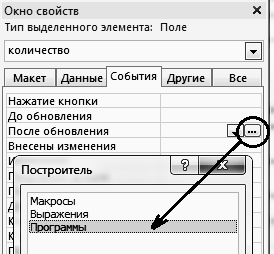 Окно свойств
Тип выделенного элемента: Поле
количество
Макет Данные События Другие Все
Нажатие кнопки
До обновления
После обновления ...
Внесены изменения
Построитель ?
Макросы
Выражения
Программы